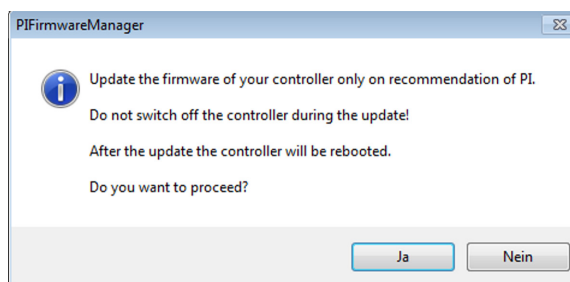 PIFirmwareManager
Update the firmware of your controller only on recommendation of PI.
Do not switch off the controller during the update!
After the update the controller will be rebooted.
Do you want to proceed?
Ja
Nein